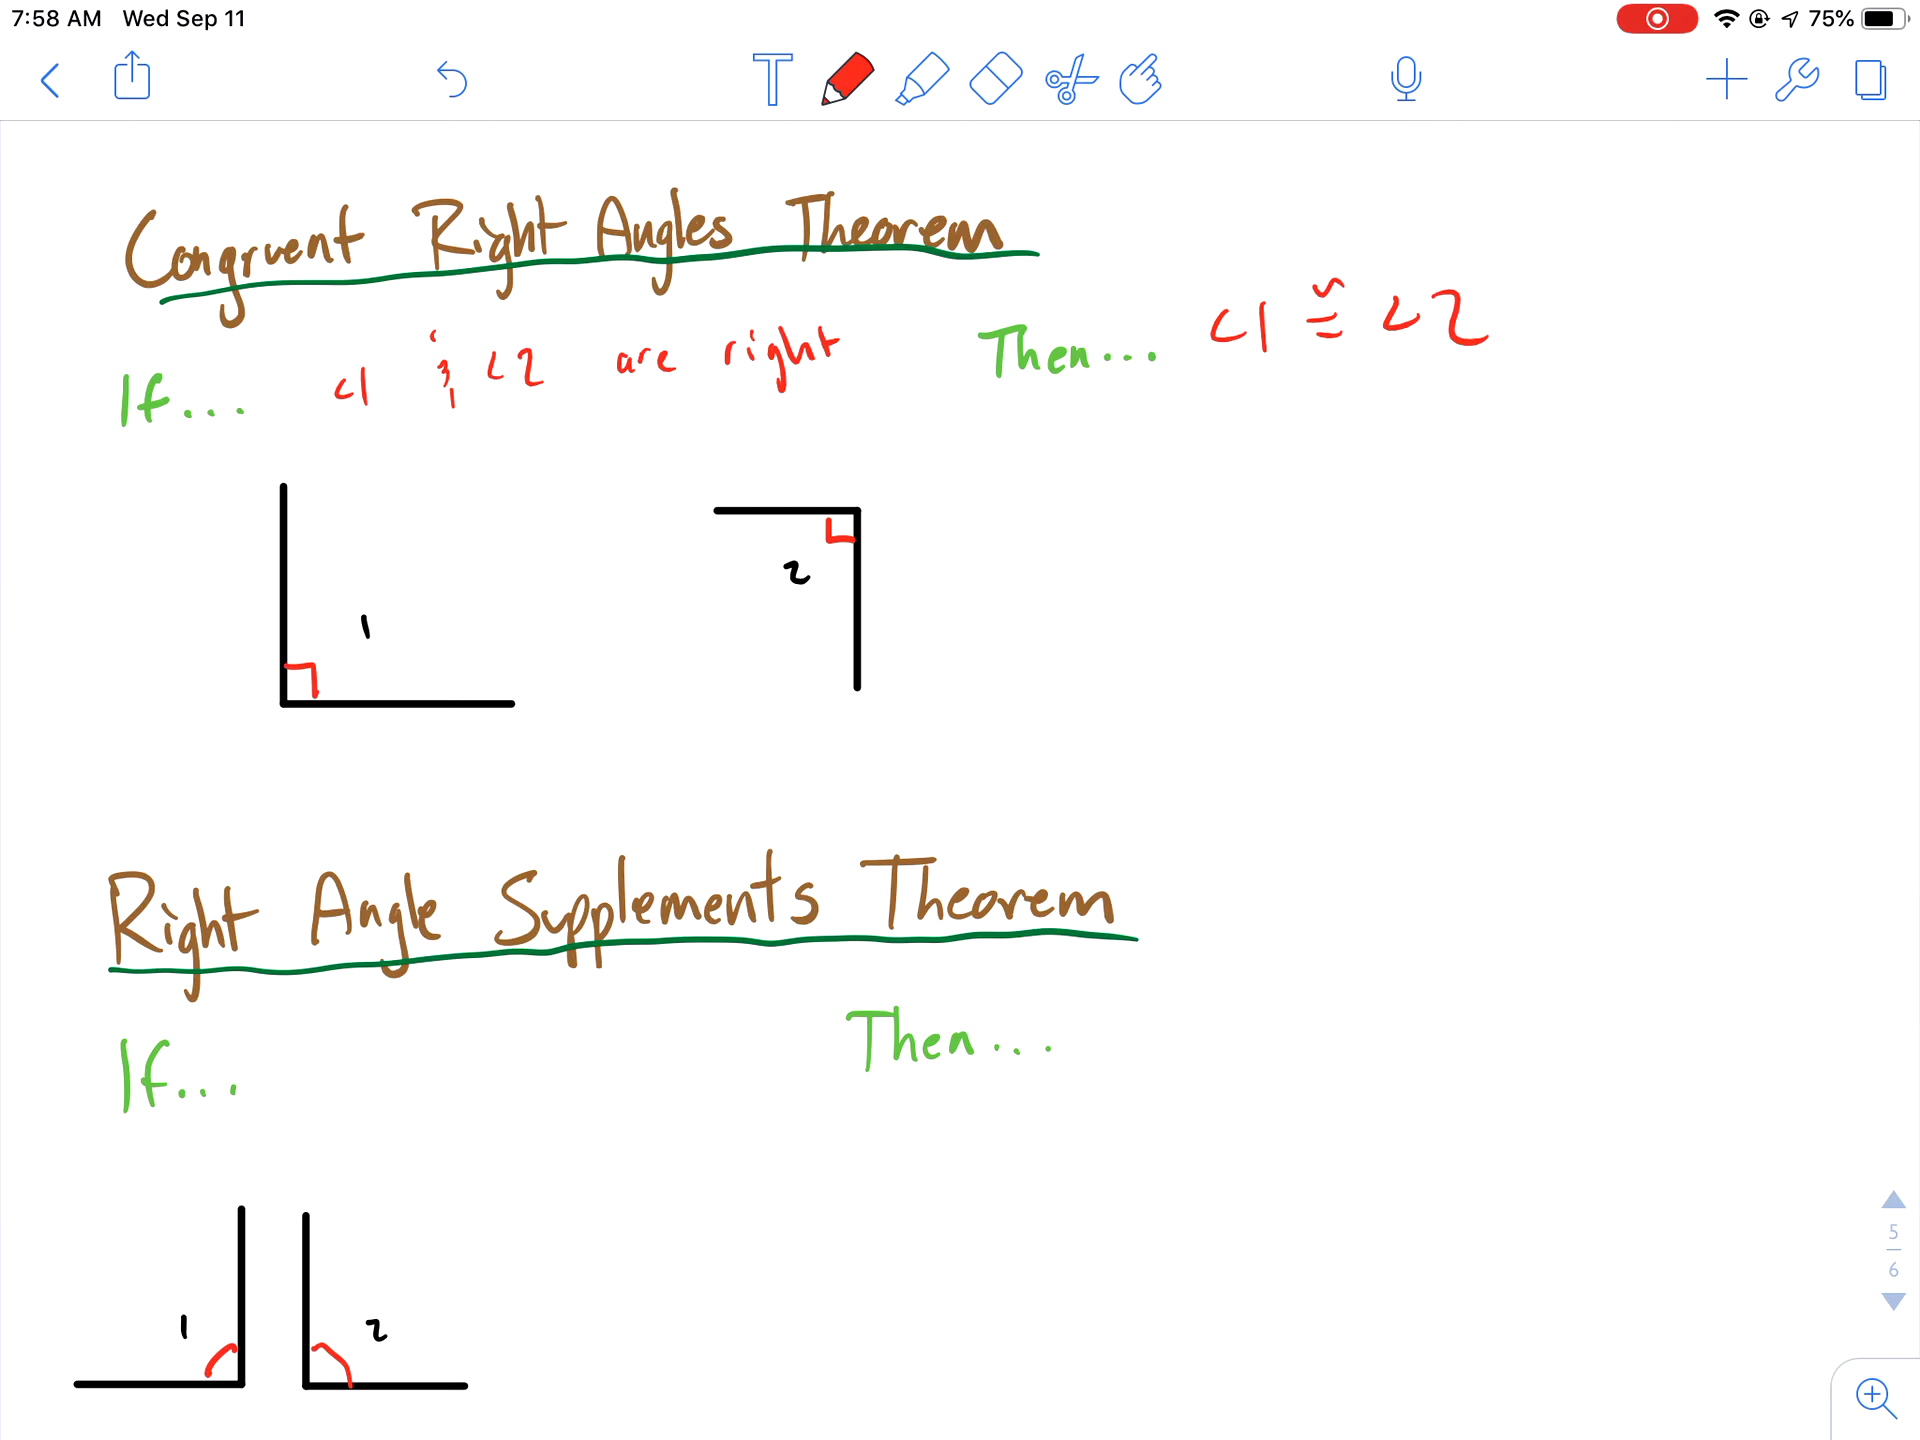 7:58 AM Wed Sep 11 75%
T
Congruent Right Angles Theorem
If... <1 & <2 are right Then... <1 ≅ <2
2
1
Right Angle Supplements Theorem
If... Then...
1 2
5
6